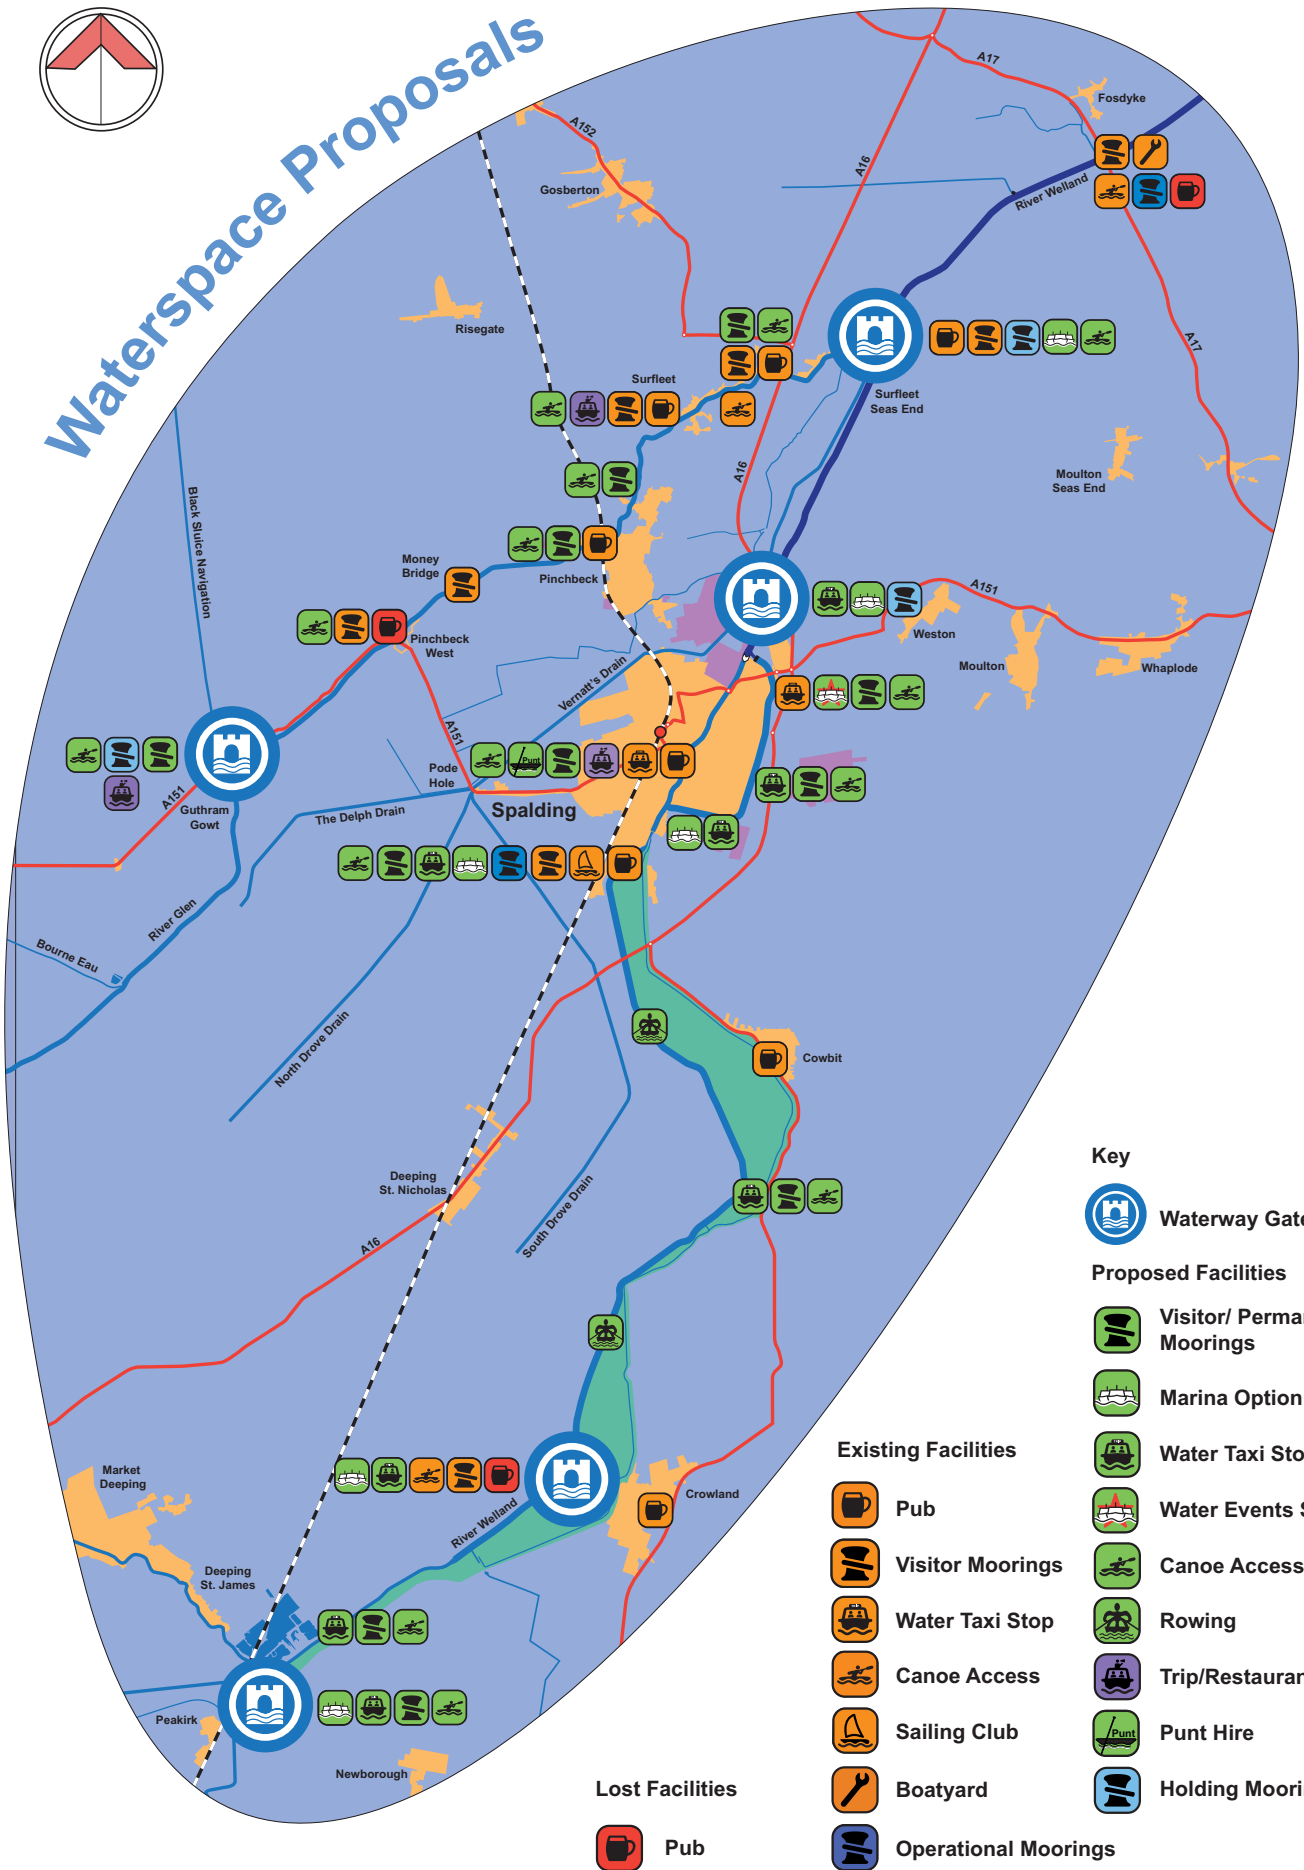 Waterspace Proposals
A17
Fosdyke
A152
Gosberton
A16
River Welland
Risegate
A17
Surfleet
Surfleet
Seas End
A16
Moulton
Seas End
Black Sluice Navigation
Money
Bridge
Pinchbeck
A151
Weston
Pinchbeck
West
Moulton
Whaplode
Vernatt's Drain
A151
Pode
Hole
Punt
Spalding
A151
Guthram
Gowt
The Delph Drain
River Glen
Bourne Eau
North Drove Drain
Cowbit
Deeping
St. Nicholas
South Drove Drain
A16
Market
Deeping
Crowland
River Welland
Deeping
St. James
Peakirk
Newborough
Key
Waterway Gate
Proposed Facilities
Visitor/ Perma
Moorings
Marina Option
Water Taxi Sto
Water Events S
Canoe Access
Rowing
Trip/Restauran
Punt
Punt Hire
Holding Moorin
Existing Facilities
Pub
Visitor Moorings
Water Taxi Stop
Canoe Access
Sailing Club
Boatyard
Operational Moorings
Lost Facilities
Pub